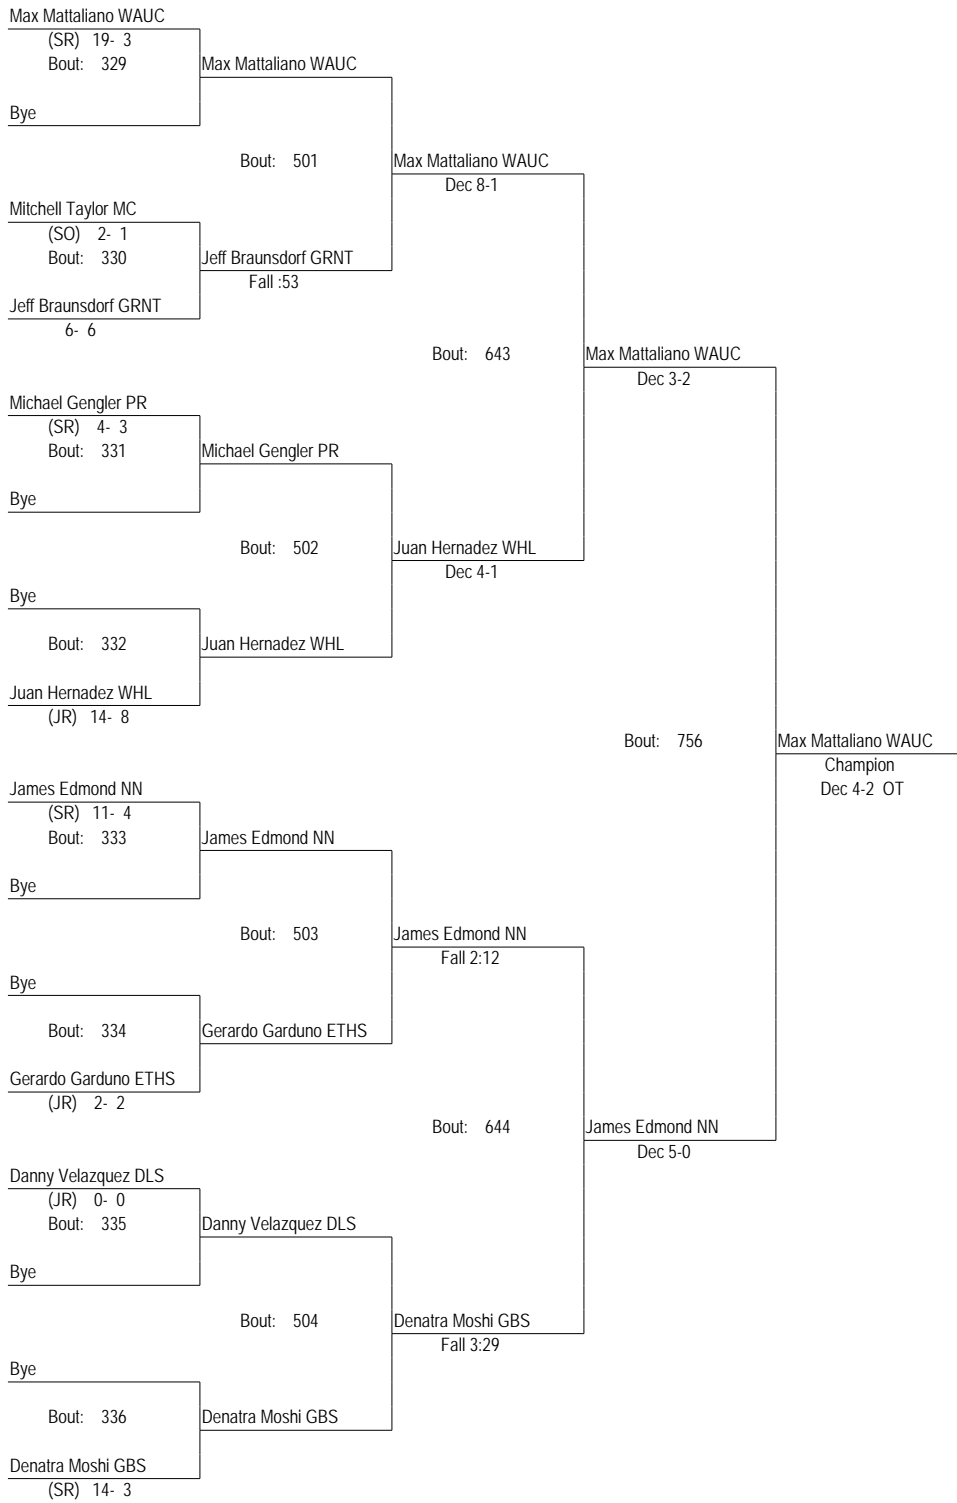 Max Mattaliano WAUC
(SR) 19- 3
Bout: 329
Max Mattaliano WAUC
Bye
Bout: 501
Max Mattaliano WAUC
Dec 8-1
Mitchell Taylor MC
(SO) 2- 1
Bout: 330
Jeff Braunsdorf GRNT
Fall :53
Jeff Braunsdorf GRNT
6- 6
Bout: 643
Max Mattaliano WAUC
Dec 3-2
Michael Gengler PR
(SR) 4- 3
Bout: 331
Michael Gengler PR
Bye
Bout: 502
Juan Hernadez WHL
Dec 4-1
Bye
Bout: 332
Juan Hernadez WHL
Juan Hernadez WHL
(JR) 14- 8
Bout: 756
Max Mattaliano WAUC
Champion
Dec 4-2 OT
James Edmond NN
(SR) 11- 4
Bout: 333
James Edmond NN
Bye
Bout: 503
James Edmond NN
Fall 2:12
Bye
Bout: 334
Gerardo Garduno ETHS
Gerardo Garduno ETHS
(JR) 2- 2
Bout: 644
James Edmond NN
Dec 5-0
Danny Velazquez DLS
(JR) 0- 0
Bout: 335
Danny Velazquez DLS
Bye
Bout: 504
Denatra Moshi GBS
Fall 3:29
Bye
Bout: 336
Denatra Moshi GBS
Denatra Moshi GBS
(SR) 14- 3